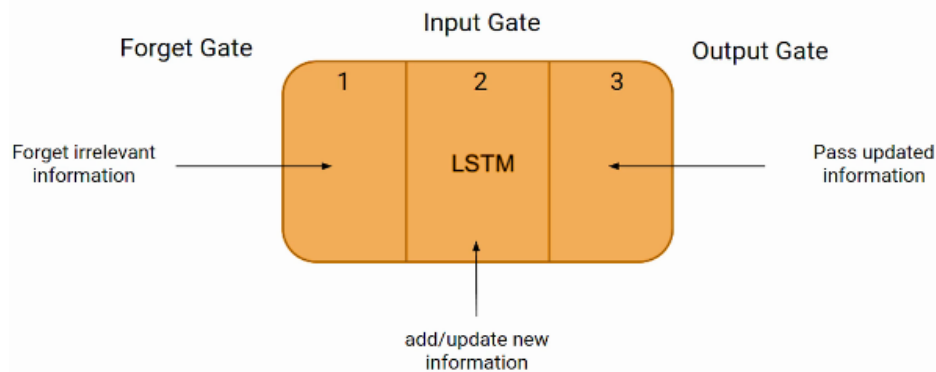 Input Gate
Forget Gate
Output Gate
1
2
3
Forget irrelevant
information
LSTM
Pass updated
information
add/update new
information